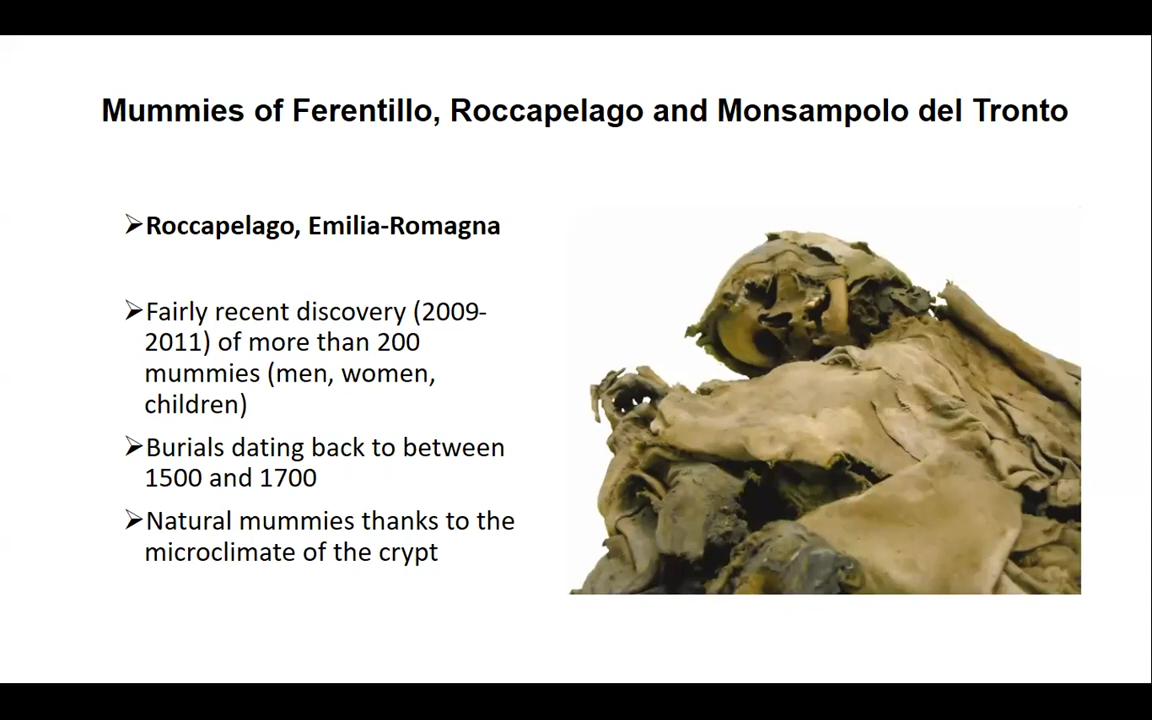 Mummies of Ferentillo, Roccapelago and Monsampolo del Tronto
➢Roccapelago, Emilia-Romagna
➢Fairly recent discovery (2009-
2011) of more than 200
mummies (men, women,
children)
➢Burials dating back to between
1500 and 1700
➢Natural mummies thanks to the
microclimate of the crypt